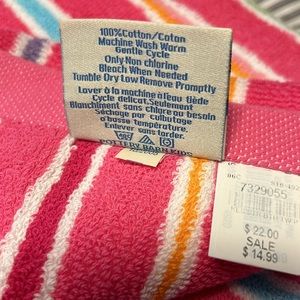 100%Cotton/Coton
Machine Wash Warm
Gentle Cycle
Only Non chlorine
Bleach When Needed
Tumble Dry Low Remove Promptly
Laver à la machine à l'eau tiède
Cycle délicat. Seulement
Blanchiment sans chlore au besoin
Séchage par culbutage
à basse température
Enlever sans tarder.
POTTERY BARN KIDS
7329055
$ 22.00
SALE
$ 14.99